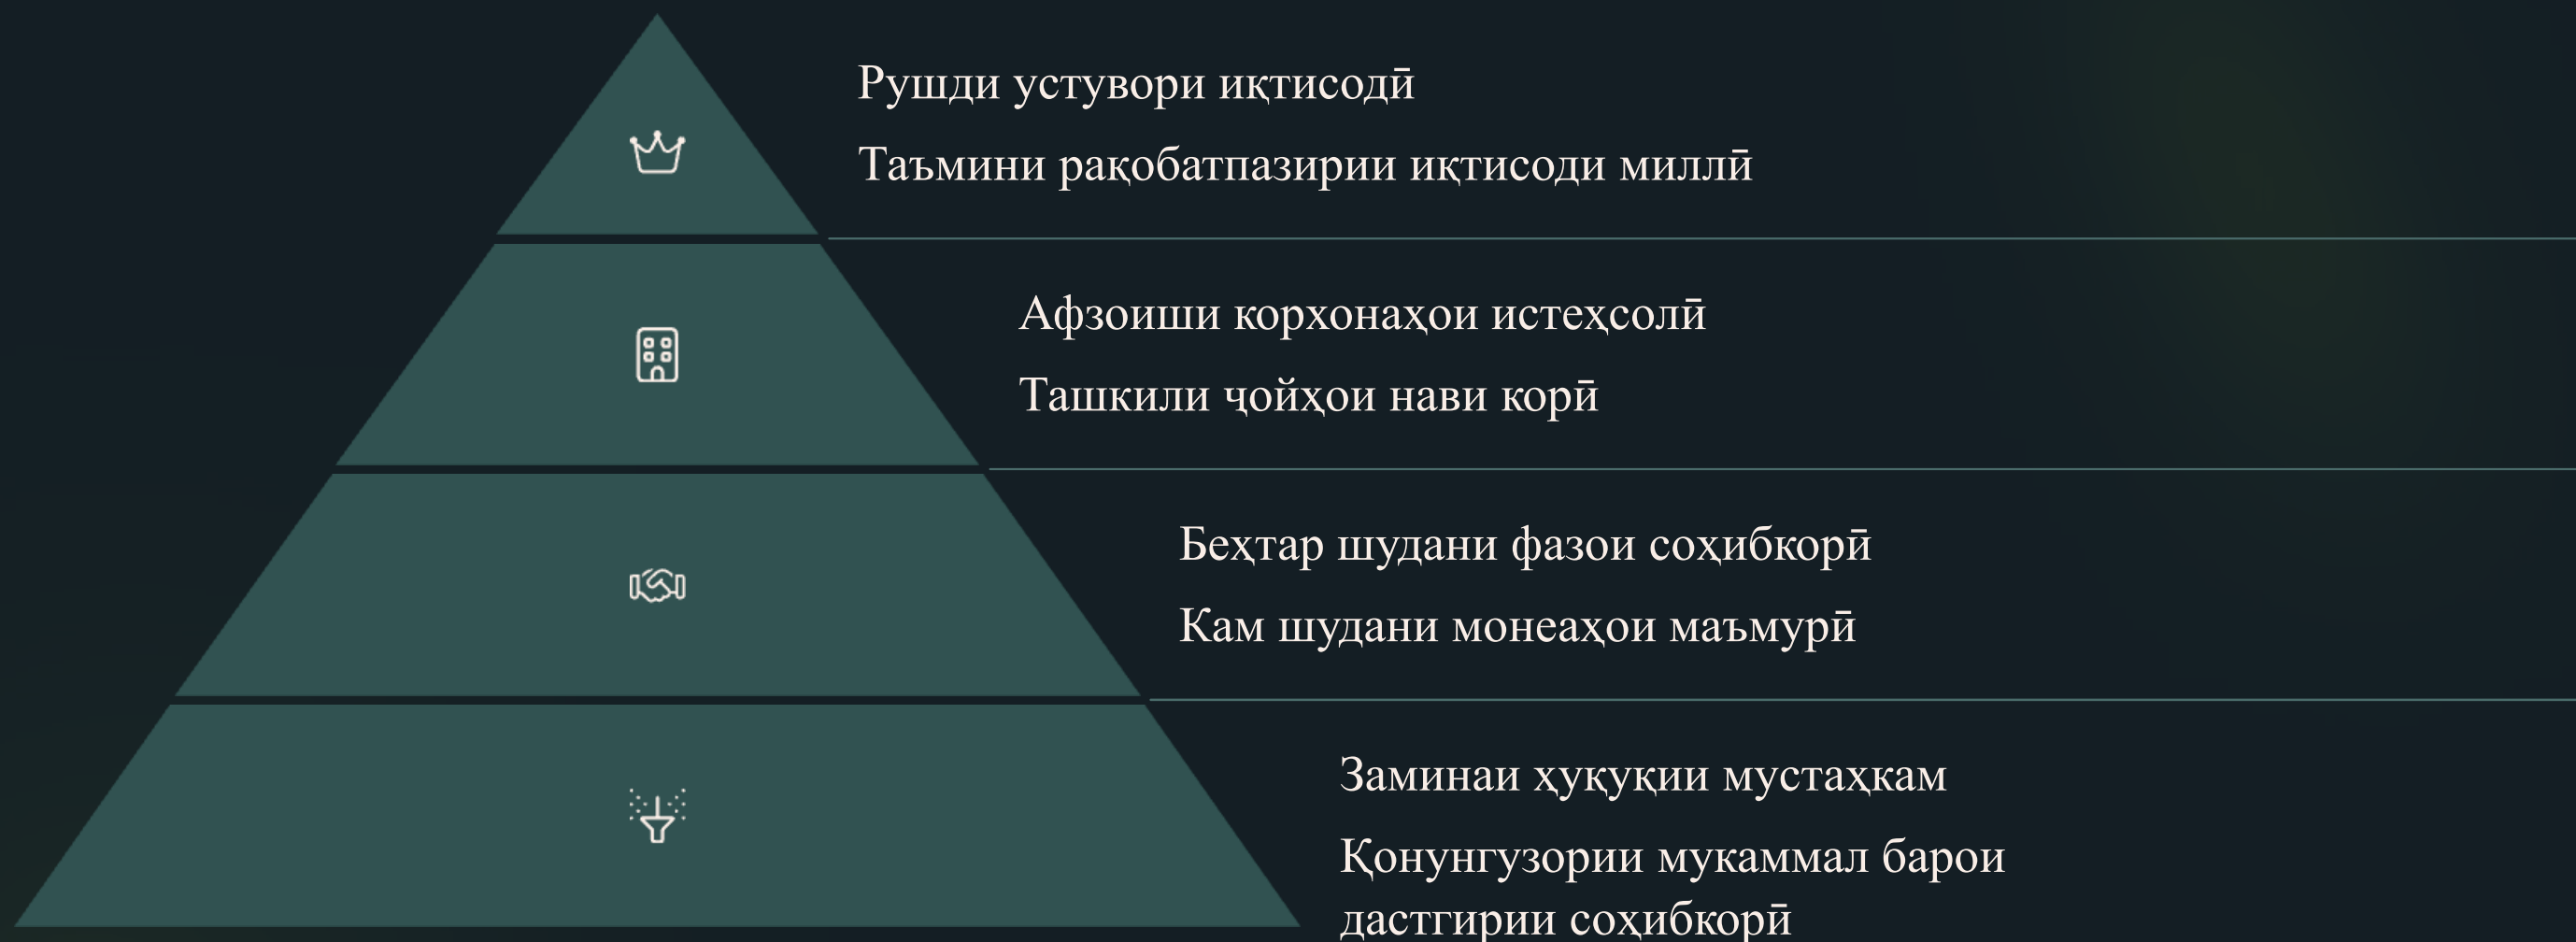 Рушди устувори иқтисодӣ
Таъмини рақобатпазирии иқтисоди миллӣ
Афзоиши корхонаҳои истеҳсолӣ
Ташкили ҷойҳои нави корӣ
Беҳтар шудани фазои соҳибкорӣ
Кам шудани монеаҳои маъмурӣ
Заминаи ҳуқуқии мустаҳкам
Қонунгузории мукаммал барои
дастгирии соҳибкорӣ